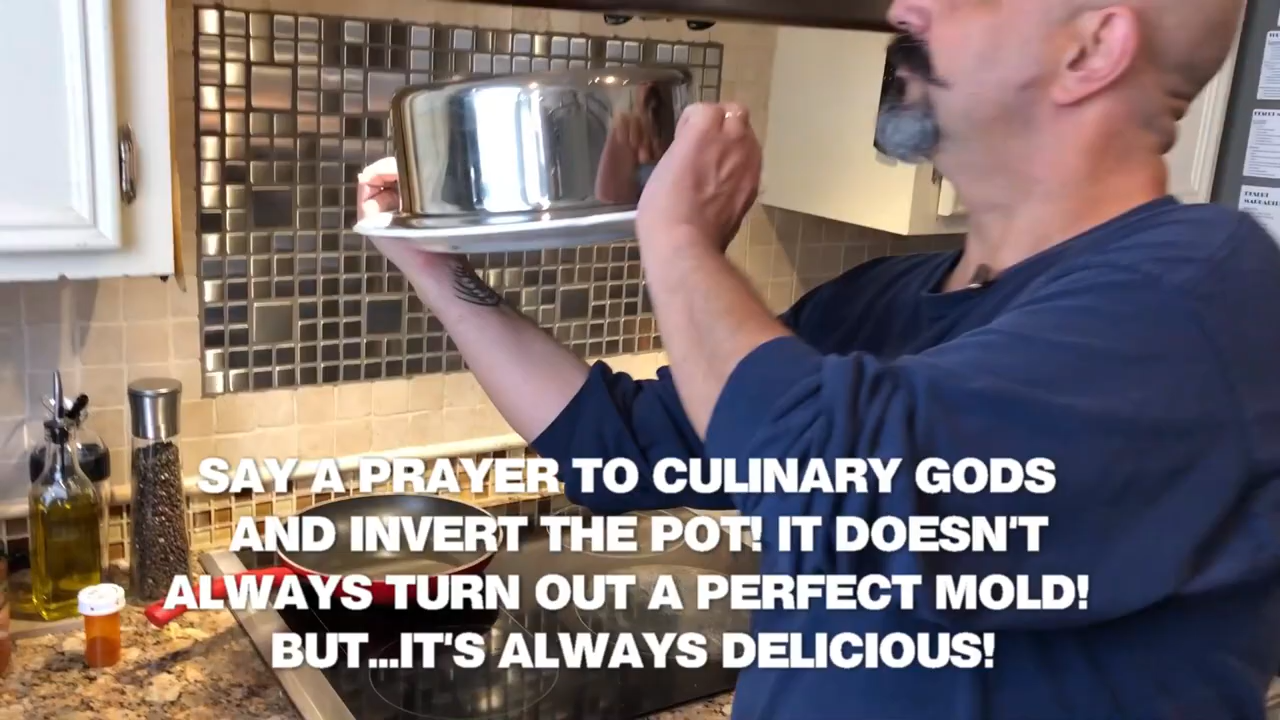 SAY A PRAYER TO CULINARY GODS
AND INVERT THE POT! IT DOESN'T
ALWAYS TURN OUT A PERFECT MOLD!
BUT...IT'S ALWAYS DELICIOUS!